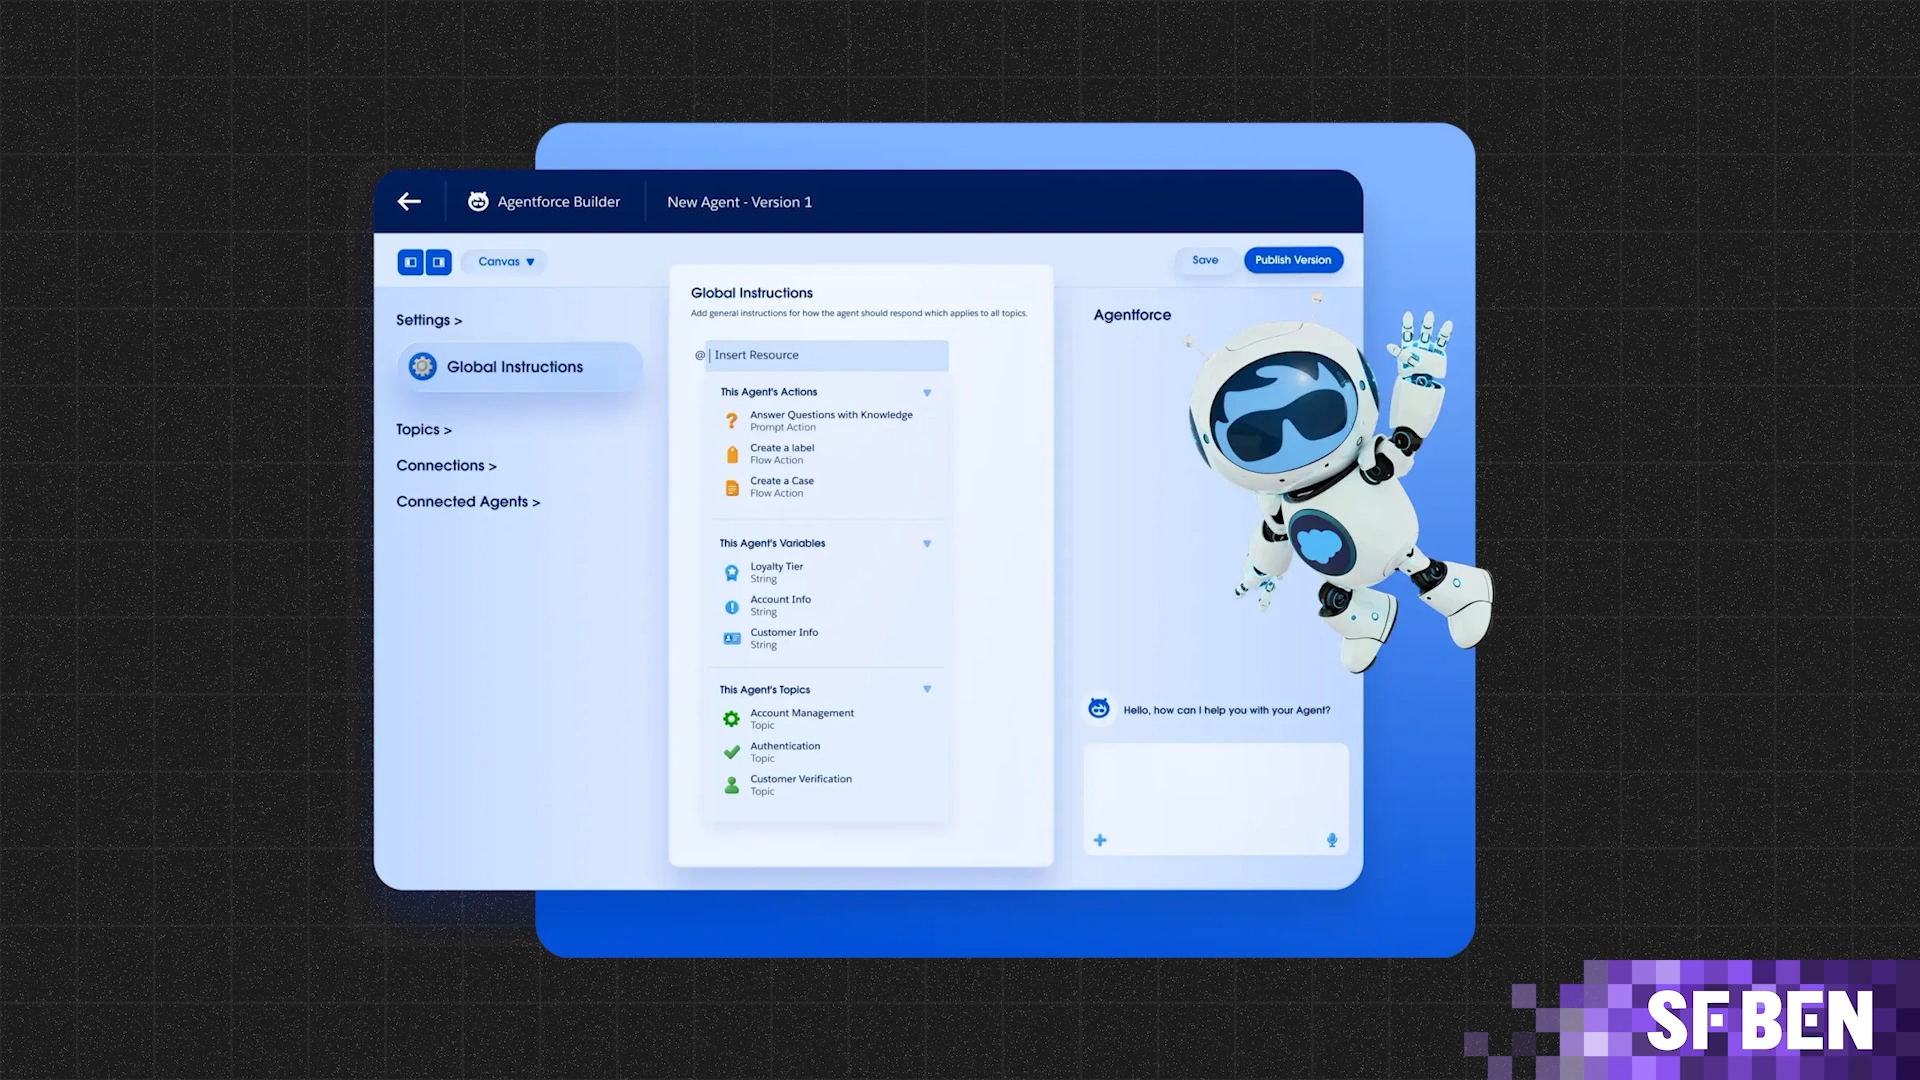 Agentforce Builder
New Agent - Version 1
Canvas
Save
Publish Version
Settings >
Global Instructions
Topics >
Connections >
Connected Agents >
Global Instructions
Add general instructions for how the agent should respond which applies to all topics.
@ | Insert Resource
This Agent's Actions
Answer Questions with Knowledge
Prompt Action
Create a label
Flow Action
Create a Case
Flow Action
This Agent's Variables
Loyalty Tier
String
Account Info
String
Customer Info
String
This Agent's Topics
Account Management
Topic
Authentication
Topic
Customer Verification
Topic
Agentforce
Hello, how can I help you with your Agent?
SF BEN